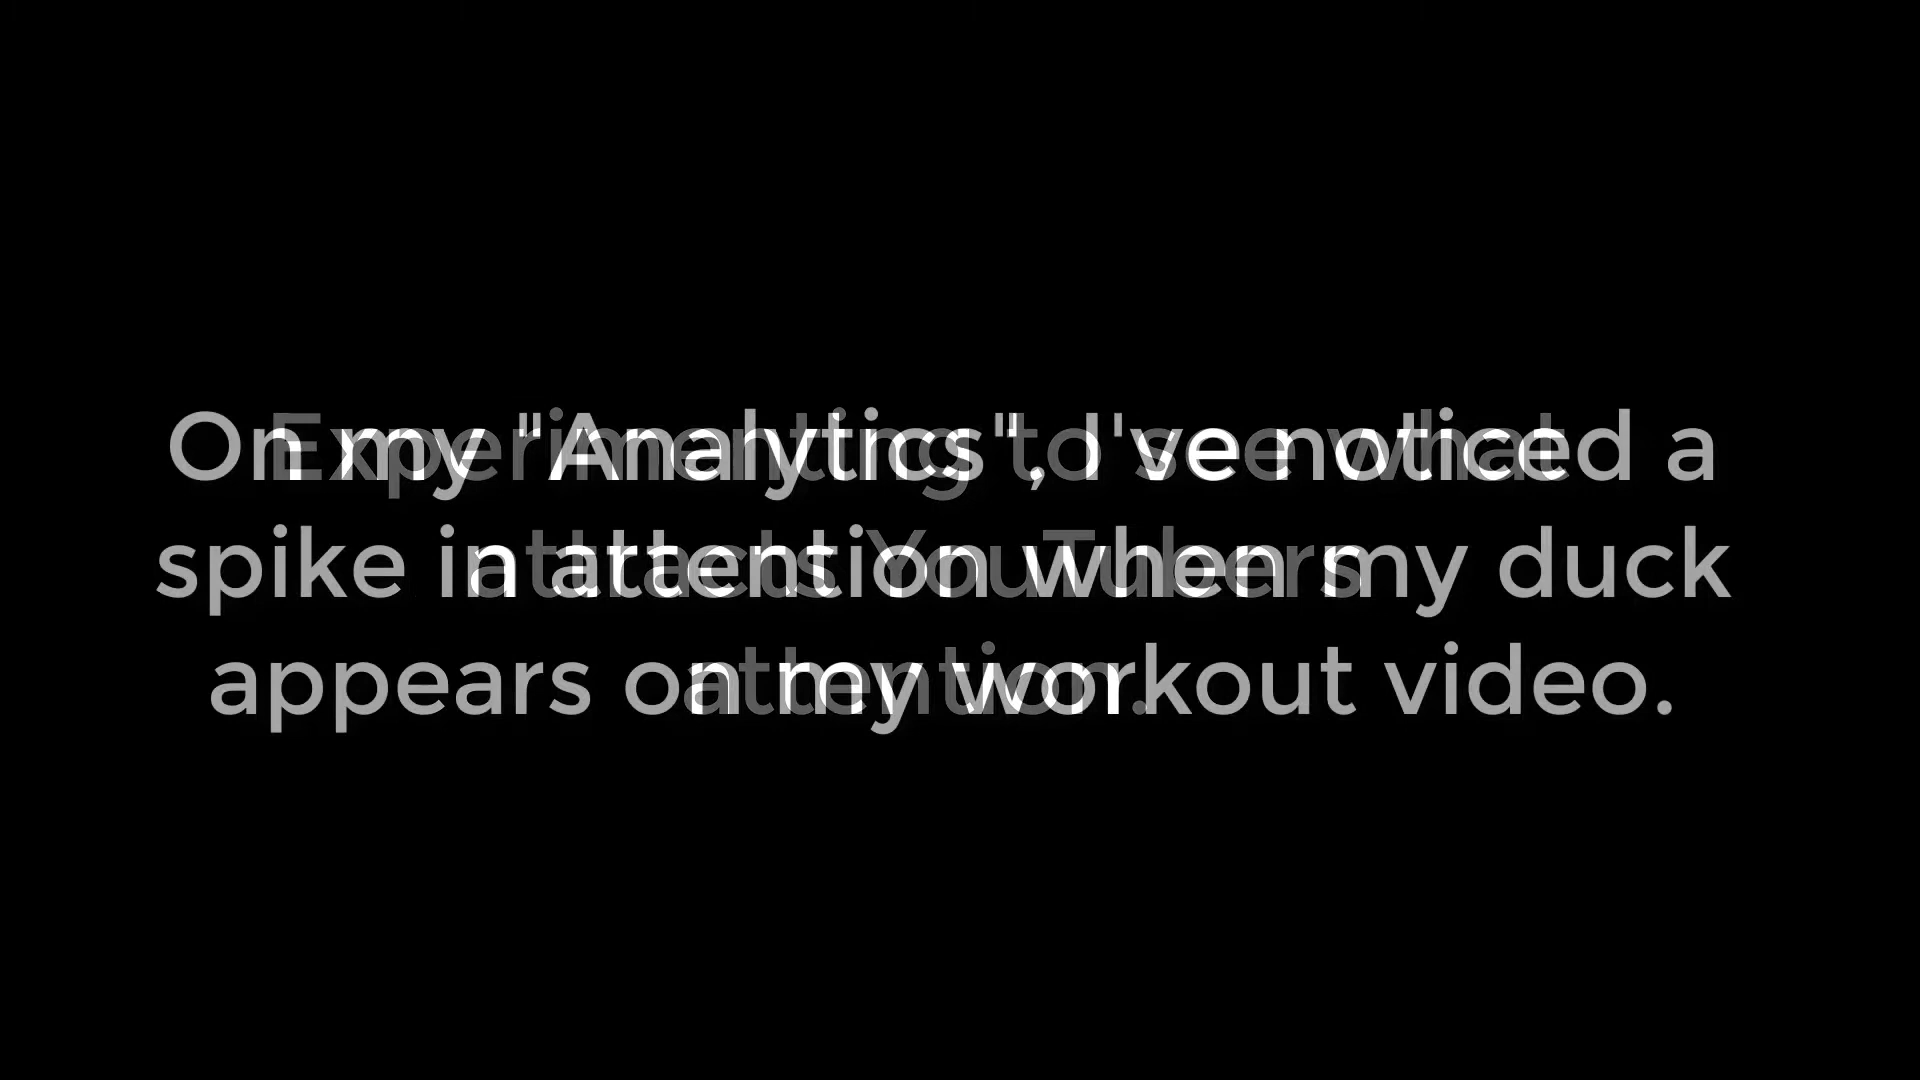 On my "Analytics", I've noticed a
spike in attention when my duck
appears on my workout video.
Experimenting to see what
attracts YouTubers
attention.